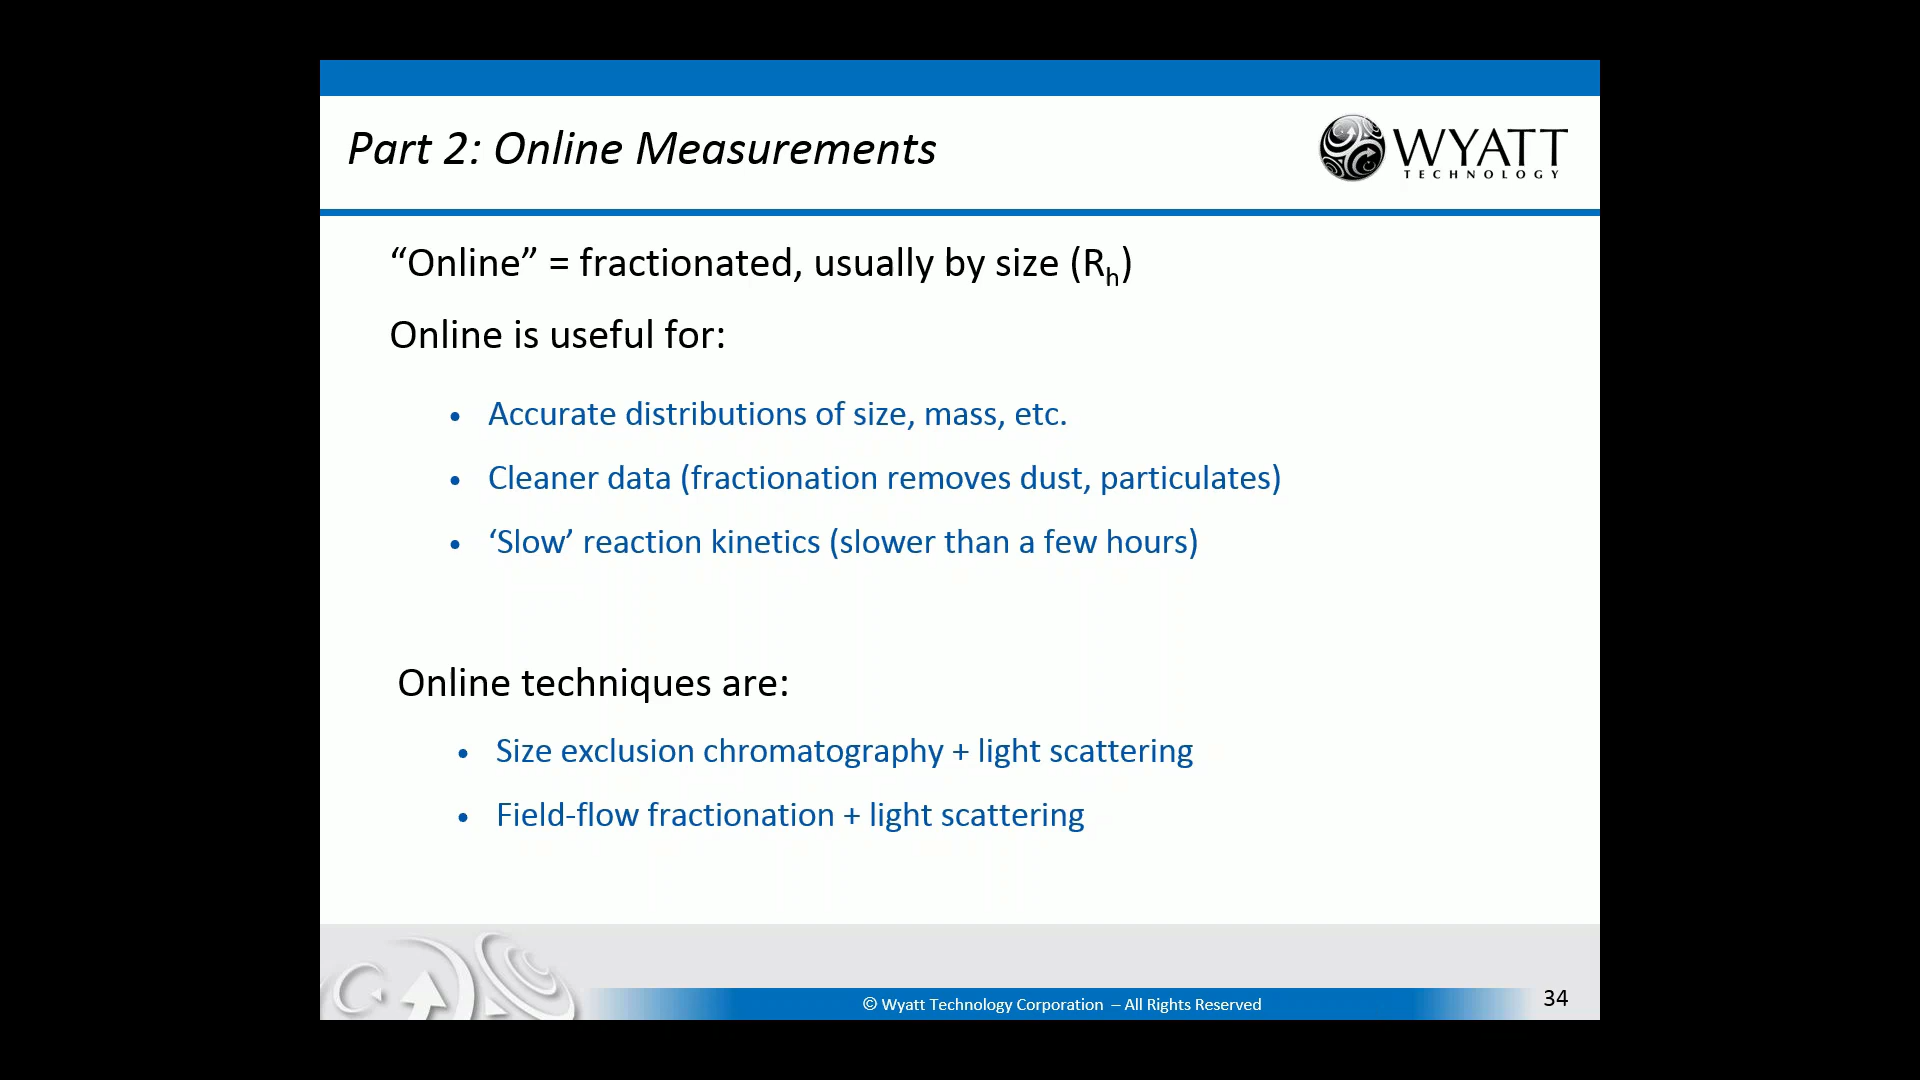 Part 2: Online Measurements
WYATT
TECHNOLOGY
“Online” = fractionated, usually by size (Rh)
Online is useful for:
• Accurate distributions of size, mass, etc.
• Cleaner data (fractionation removes dust, particulates)
• ‘Slow’ reaction kinetics (slower than a few hours)
Online techniques are:
• Size exclusion chromatography + light scattering
• Field-flow fractionation + light scattering
© Wyatt Technology Corporation – All Rights Reserved
34